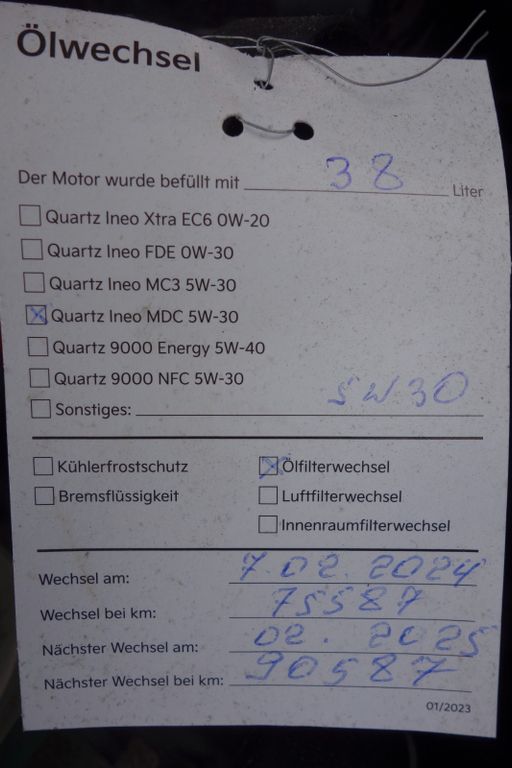 Ölwechsel
Der Motor wurde befüllt mit 38 Liter
Quartz Ineo Xtra EC6 0W-20
Quartz Ineo FDE 0W-30
Quartz Ineo MC3 5W-30
Quartz Ineo MDC 5W-30
Quartz 9000 Energy 5W-40
Quartz 9000 NFC 5W-30
Sonstiges: 5W30
Kühlerfrostschutz Ölfilterwechsel
Bremsflüssigkeit Luftfilterwechsel
Innenraumfilterwechsel
Wechsel am: 7.02.2024
Wechsel bei km: 75587
Nächster Wechsel am: 02.2025
Nächster Wechsel bei km: 90587
01/2023